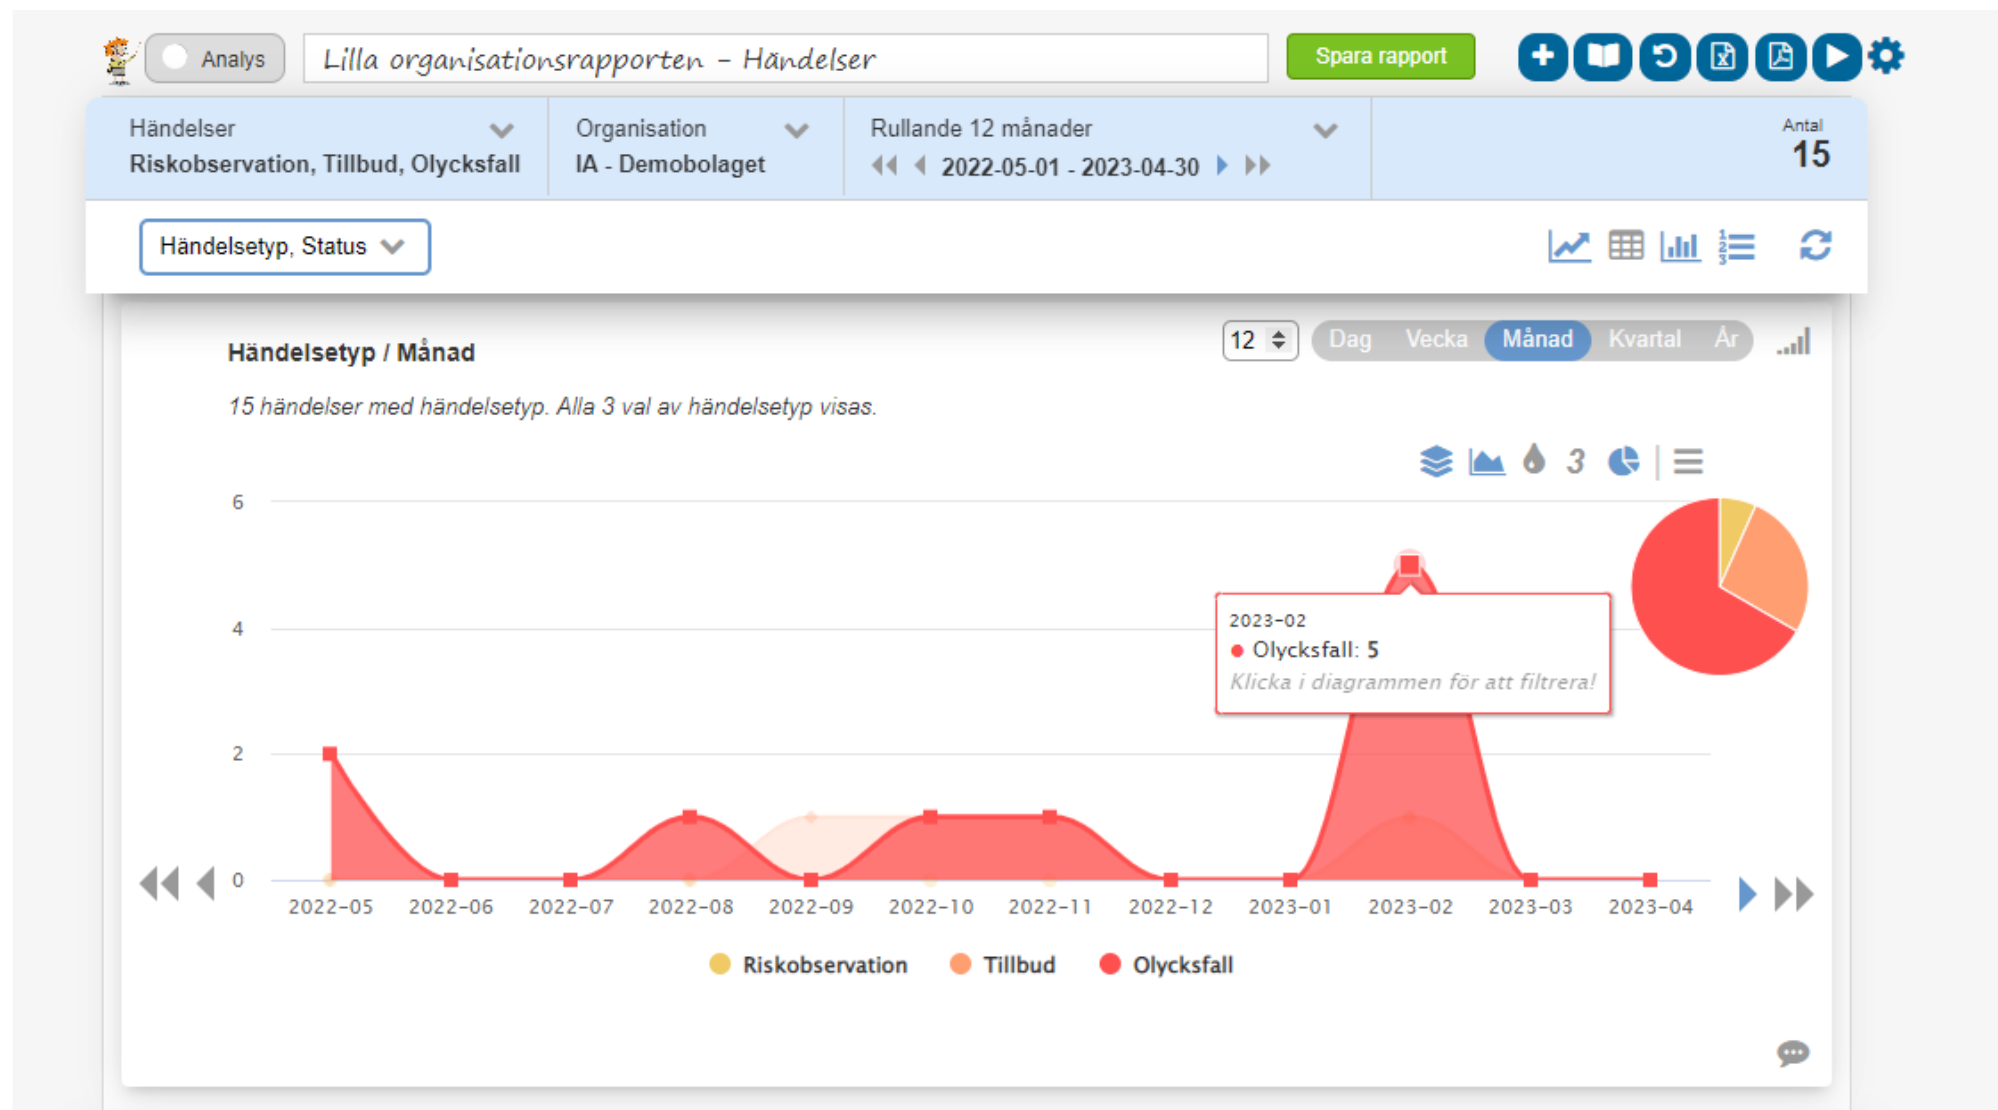 Analys
Lilla organisationsrapporten - Händelser
Spara rapport
Händelser
Riskobservation, Tillbud, Olycksfall
Organisation
IA - Demobolaget
Rullande 12 månader
2022-05-01 - 2023-04-30
Antal
15
Händelsetyp, Status
Händelsetyp / Månad
12
Dag Vecka Månad Kvartal År
15 händelser med händelsetyp. Alla 3 val av händelsetyp visas.
3
6
4
2
0
2023-02
Olycksfall: 5
Klicka i diagrammen för att filtrera!
2022-05 2022-06 2022-07 2022-08 2022-09 2022-10 2022-11 2022-12 2023-01 2023-02 2023-03 2023-04
Riskobservation Tillbud Olycksfall